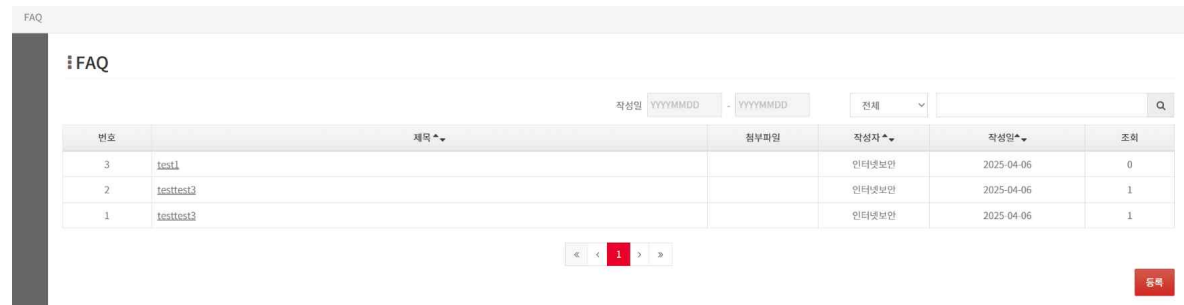 FAQ
FAQ
작성일 YYYYMMDD - YYYYMMDD 전체
번호 제목 첨부파일 작성자 작성일 조회
3 test1 인터넷보안 2025-04-06 0
2 testtest3 인터넷보안 2025-04-06 1
1 testtest3 인터넷보안 2025-04-06 1
« ‹ 1 › »
등록